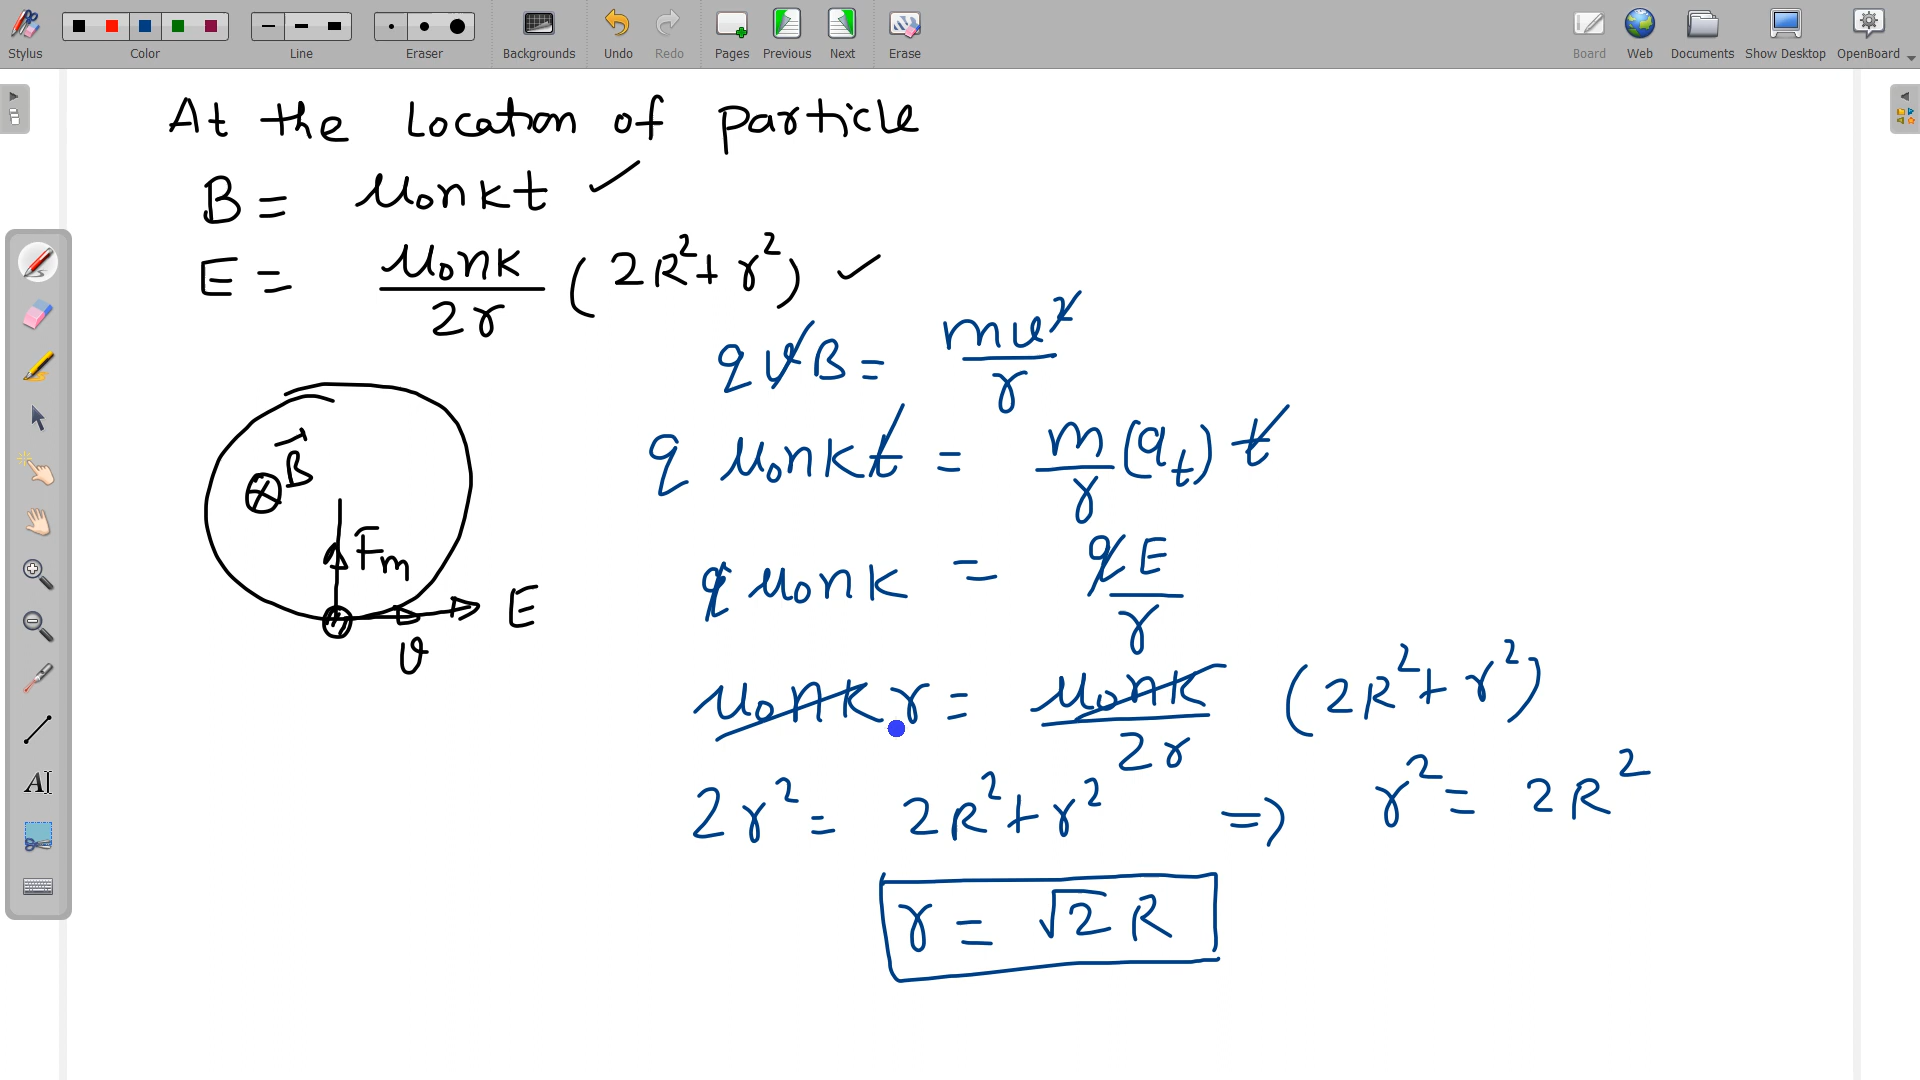 Stylus Color Line Eraser Backgrounds Undo Redo Pages Previous Next Erase Board Web Documents Show Desktop OpenBoard
At the Location of particle
B = μ₀nkt ✓
E = μ₀nk/2r (2R² + r²) ✓
qvB = mv²/r
q μ₀nkt = m/r (a_t) t
q μ₀nk = qE/r
μ₀nk r = μ₀nk/2r (2R² + r²)
2r² = 2R² + r² ⇒ r² = 2R²
r = √2 R
B⃗
Fm
E
v
AI